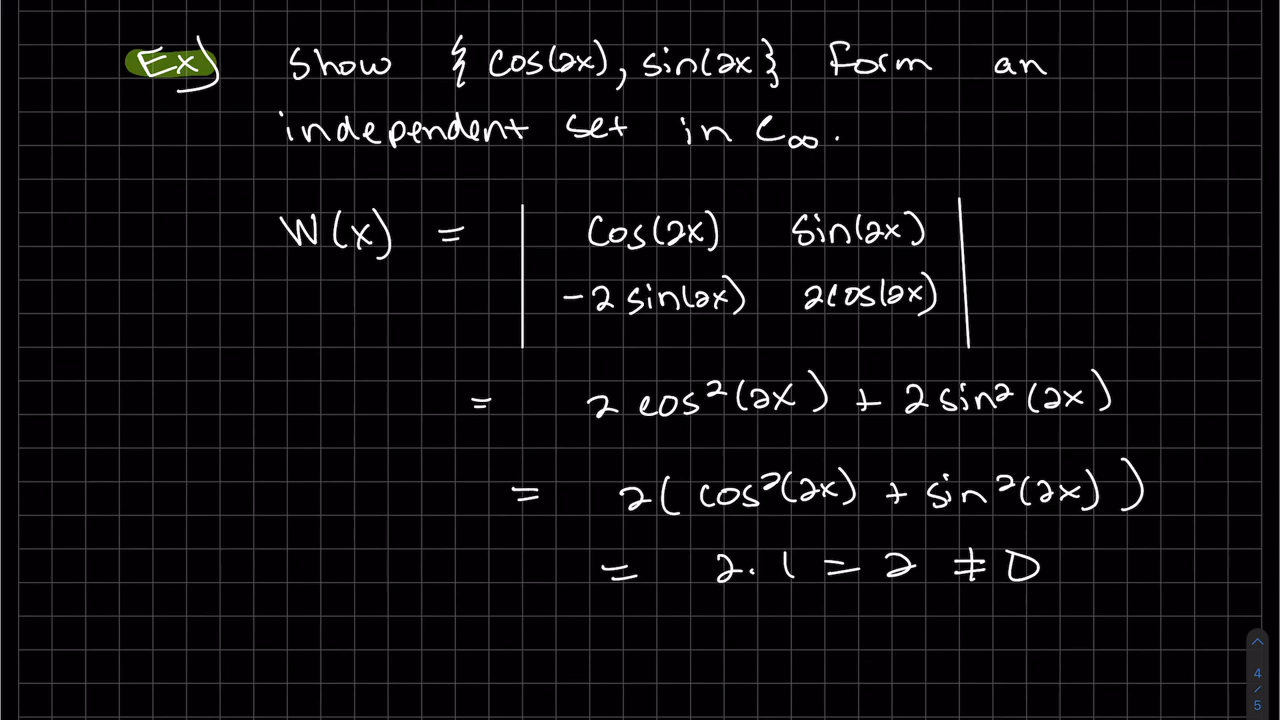 Ex) Show { cos(2x), sin(2x } form an
independent set in C∞.
W(x) = | cos(2x) sin(2x) |
| -2 sin(2x) 2cos(2x) |
= 2 cos²(2x) + 2 sin²(2x)
= 2( cos²(2x) + sin²(2x) )
= 2·1 = 2 ≠ 0
4/5